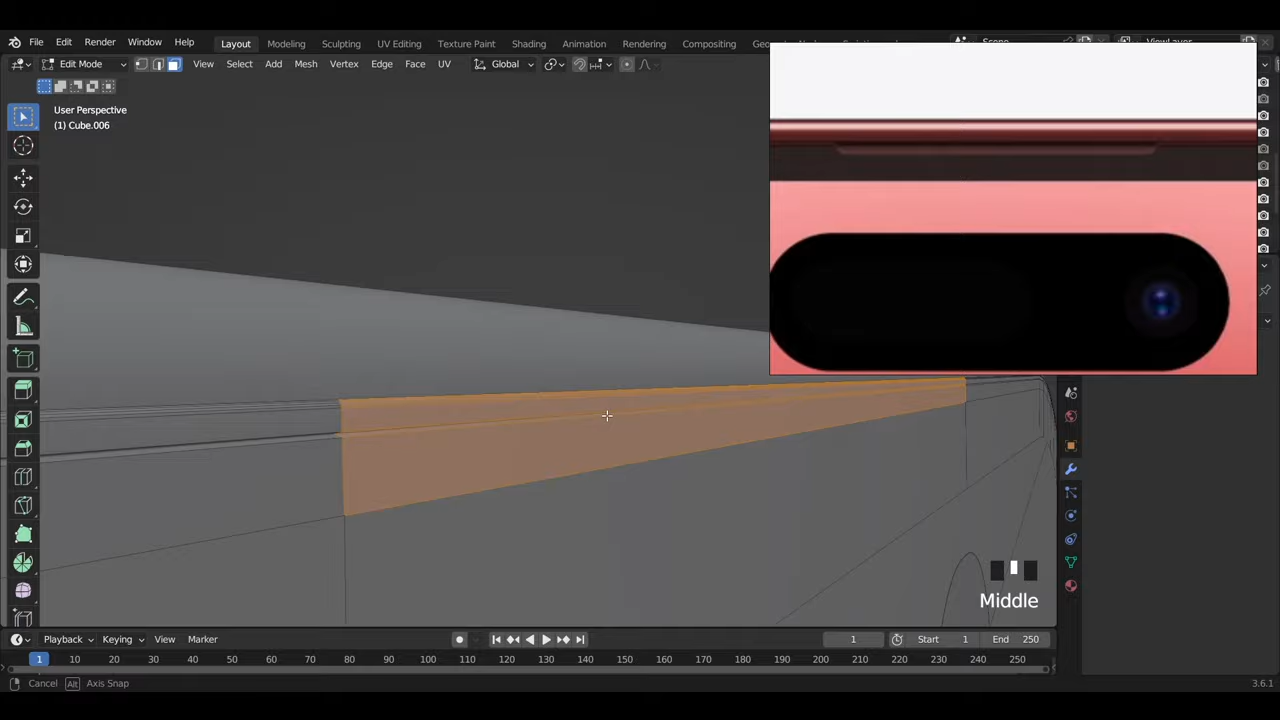 File Edit Render Window Help Layout Modeling Sculpting UV Editing Texture Paint Shading Animation Rendering Compositing Scene ViewLayer
Edit Mode View Select Add Mesh Vertex Edge Face UV Global
User Perspective
(1) Cube.006
Middle
Playback Keying View Marker 1 Start 1 End 250
1 10 20 30 40 50 60 70 80 90 100 110 120 130 140 150 160 170 180 190 200 210 220 230 240 250
Cancel Alt Axis Snap 3.6.1